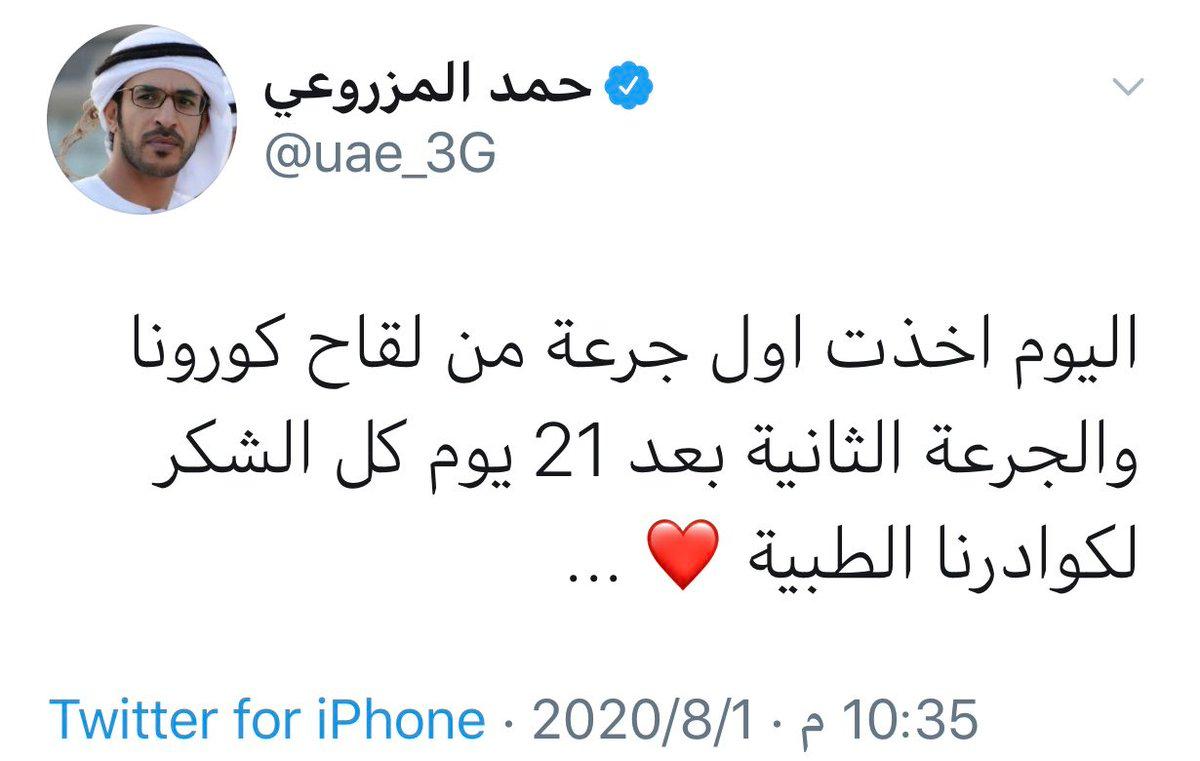 حمد المزروعي
@uae_3G
اليوم اخذت اول جرعة من لقاح كورونا
والجرعة الثانية بعد 21 يوم كل الشكر
لكوادرنا الطبية ❤️ ...
10:35 م · 2020/8/1 · Twitter for iPhone